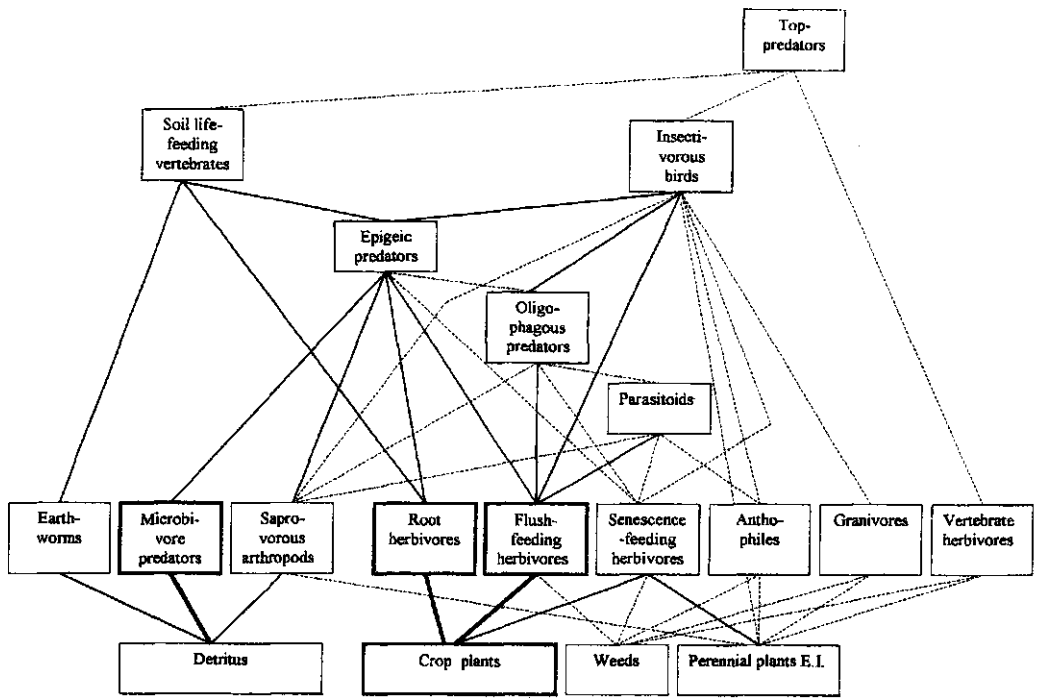 Top-
predators
Soil life-
feeding
vertebrates
Insecti-
vorous
birds
Epigeic
predators
Oligo-
phagous
predators
Parasitoids
Earth-
worms
Microbi-
vore
predators
Sapro-
vorous
arthropods
Root
herbivores
Flush-
feeding
herbivores
Senescence
-feeding
herbivores
Antho-
philes
Granivores
Vertebrate
herbivores
Detritus
Crop plants
Weeds
Perennial plants E.I.